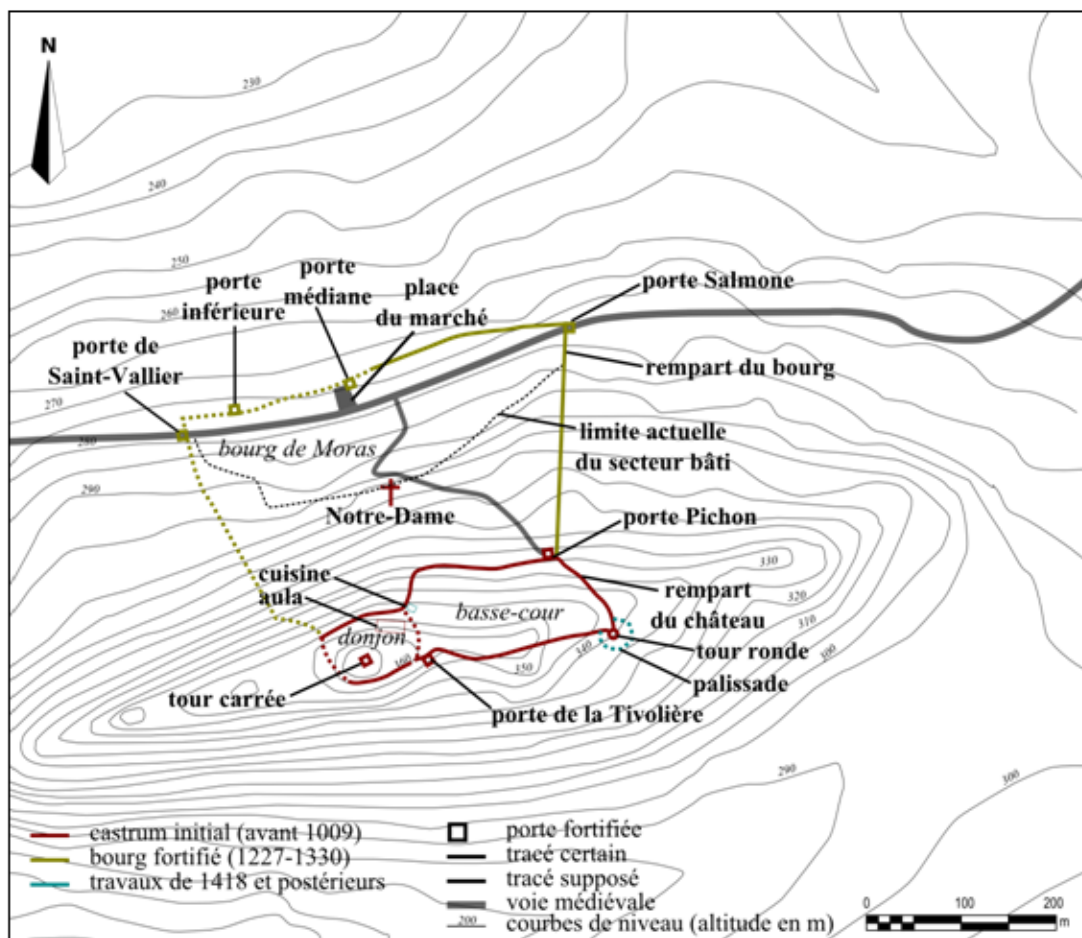 N
230
240
250
260
270
280
290
porte
inférieure
porte
médiane
place
du marché
porte Salmone
porte de
Saint-Vallier
rempart du bourg
bourg de Moras
limite actuelle
du secteur bâti
Notre-Dame
porte Pichon
cuisine
aula
basse-cour
donjon
rempart
du château
330
320
310
300
340
350
360
tour ronde
palissade
tour carrée
porte de la Tivolière
290
300
castrum initial (avant 1009)
bourg fortifié (1227-1330)
travaux de 1418 et postérieurs
porte fortifiée
tracé certain
tracé supposé
voie médiévale
200
courbes de niveau (altitude en m)
0 100 200
m